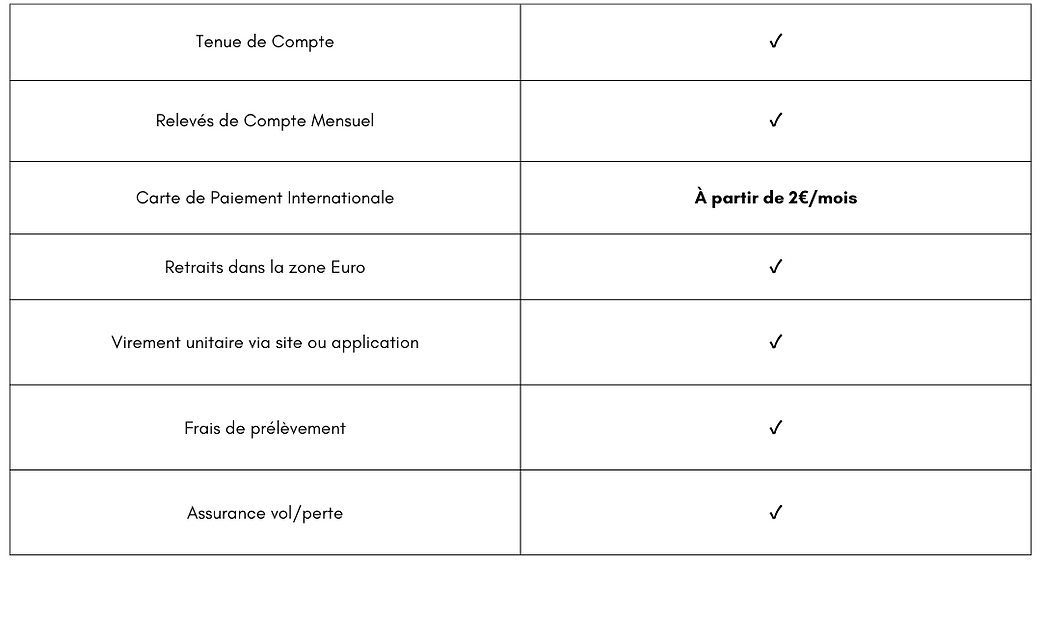 Tenue de Compte ✓
Relevés de Compte Mensuel ✓
Carte de Paiement Internationale À partir de 2€/mois
Retraits dans la zone Euro ✓
Virement unitaire via site ou application ✓
Frais de prélèvement ✓
Assurance vol/perte ✓